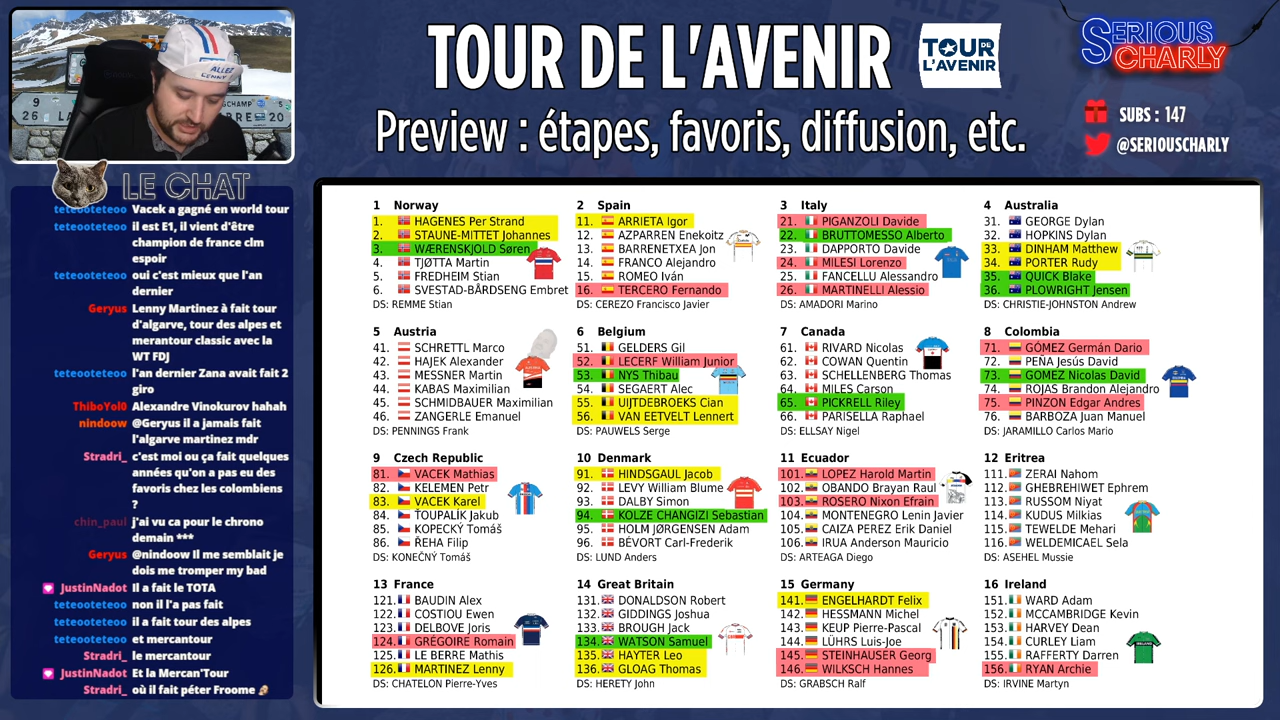 TOUR DE L'AVENIR
TOUR DE L'AVENIR
SERIOUS CHARLY
Preview : étapes, favoris, diffusion, etc.
SUBS : 147
@SERIOUSCHARLY
ALLEZ
LENNY
9
26
20
LE CHAT
teteooteteoo Vacek a gagné en world tour
teteooteteoo il est E1, il vient d'être
champion de france clm
espoir
teteooteteoo oui c'est mieux que l'an
dernier
Geryus Lenny Martinez à fait tour
d'algarve, tour des alpes et
merantour classic avec la
WT FDJ
teteooteteoo l'an dernier Zana avait fait 2
giro
ThiboYol0 Alexandre Vinokurov hahah
nindoow @Geryus il a jamais fait
l'algarve martinez mdr
Stradri_ c'est moi ou ça fait quelques
années qu'on a pas eu des
favoris chez les colombiens
?
chin_paul j'ai vu ca pour le chrono
demain ***
Geryus @nindoow Il me semblait je
dois me tromper my bad
JustinNadot Il a fait le TOTA
teteooteteoo non il l'a pas fait
teteooteteoo il a fait tour des alpes
teteooteteoo et mercantour
Stradri_ le mercantour
JustinNadot Et la Mercan'Tour
Stradri_ où il fait péter Froome
1 Norway
1. HAGENES Per Strand
2. STAUNE-MITTET Johannes
3. WÆRENSKJOLD Søren
4. TJØTTA Martin
5. FREDHEIM Stian
6. SVESTAD-BÅRDSENG Embret
DS: REMME Stian
2 Spain
11. ARRIETA Igor
12. AZPARREN Enekoitz
13. BARRENETXEA Jon
14. FRANCO Alejandro
15. ROMEO Iván
16. TERCERO Fernando
DS: CEREZO Francisco Javier
3 Italy
21. PIGANZOLI Davide
22. BRUTTOMESSO Alberto
23. DAPPORTO Davide
24. MILESI Lorenzo
25. FANCELLU Alessandro
26. MARTINELLI Alessio
DS: AMADORI Marino
4 Australia
31. GEORGE Dylan
32. HOPKINS Dylan
33. DINHAM Matthew
34. PORTER Rudy
35. QUICK Blake
36. PLOWRIGHT Jensen
DS: CHRISTIE-JOHNSTON Andrew
5 Austria
41. SCHRETTL Marco
42. HAJEK Alexander
43. MESSNER Martin
44. KABAS Maximilian
45. SCHMIDBAUER Maximilian
46. ZANGERLE Emanuel
DS: PENNINGS Frank
6 Belgium
51. GELDERS Gil
52. LECERF William Junior
53. NYS Thibau
54. SEGAERT Alec
55. UIJTDEBROEKS Cian
56. VAN EETVELT Lennert
DS: PAUWELS Serge
7 Canada
61. RIVARD Nicolas
62. COWAN Quentin
63. SCHELLENBERG Thomas
64. MILES Carson
65. PICKRELL Riley
66. PARISELLA Raphael
DS: ELLSAY Nigel
8 Colombia
71. GÓMEZ Germán Dario
72. PEÑA Jesús David
73. GOMEZ Nicolas David
74. ROJAS Brandon Alejandro
75. PINZON Edgar Andres
76. BARBOZA Juan Manuel
DS: JARAMILLO Carlos Mario
9 Czech Republic
81. VACEK Mathias
82. KELEMEN Petr
83. VACEK Karel
84. ŤOUPALÍK Jakub
85. KOPECKÝ Tomáš
86. ŘEHA Filip
DS: KONEČNÝ Tomáš
10 Denmark
91. HINDSGAUL Jacob
92. LEVY William Blume
93. DALBY Simon
94. KOLZE CHANGIZI Sebastian
95. HOLM JØRGENSEN Adam
96. BÉVORT Carl-Frederik
DS: LUND Anders
11 Ecuador
101. LOPEZ Harold Martin
102. OBANDO Brayan Raul
103. ROSERO Nixon Efrain
104. MONTENEGRO Lenin Javier
105. CAIZA PEREZ Erik Daniel
106. IRUA Anderson Mauricio
DS: ARTEAGA Diego
12 Eritrea
111. ZERAI Nahom
112. GHEBREHIWET Ephrem
113. RUSSOM Niyat
114. KUDUS Milkias
115. TEWELDE Mehari
116. WELDEMICAEL Sela
DS: ASEHEL Mussie
13 France
121. BAUDIN Alex
122. COSTIOU Ewen
123. DELBOVE Joris
124. GRÉGOIRE Romain
125. LE BERRE Mathis
126. MARTINEZ Lenny
DS: CHATELON Pierre-Yves
14 Great Britain
131. DONALDSON Robert
132. GIDDINGS Joshua
133. BROUGH Jack
134. WATSON Samuel
135. HAYTER Leo
136. GLOAG Thomas
DS: HERETY John
15 Germany
141. ENGELHARDT Felix
142. HESSMANN Michel
143. KEUP Pierre-Pascal
144. LÜHRS Luis-Joe
145. STEINHAUSER Georg
146. WILKSCH Hannes
DS: GRABSCH Ralf
16 Ireland
151. WARD Adam
152. MCCAMBRIDGE Kevin
153. HARVEY Dean
154. CURLEY Liam
155. RAFFERTY Darren
156. RYAN Archie
DS: IRVINE Martyn